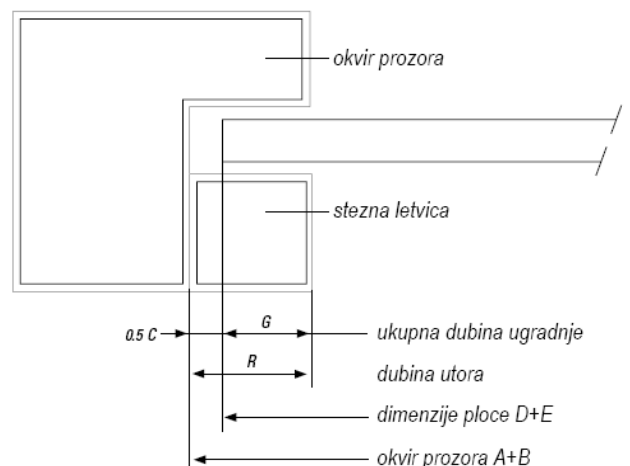 okvir prozora
stezna letvica
0.5 C G ukupna dubina ugradnje
R dubina utora
dimenzije ploce D+E
okvir prozora A+B